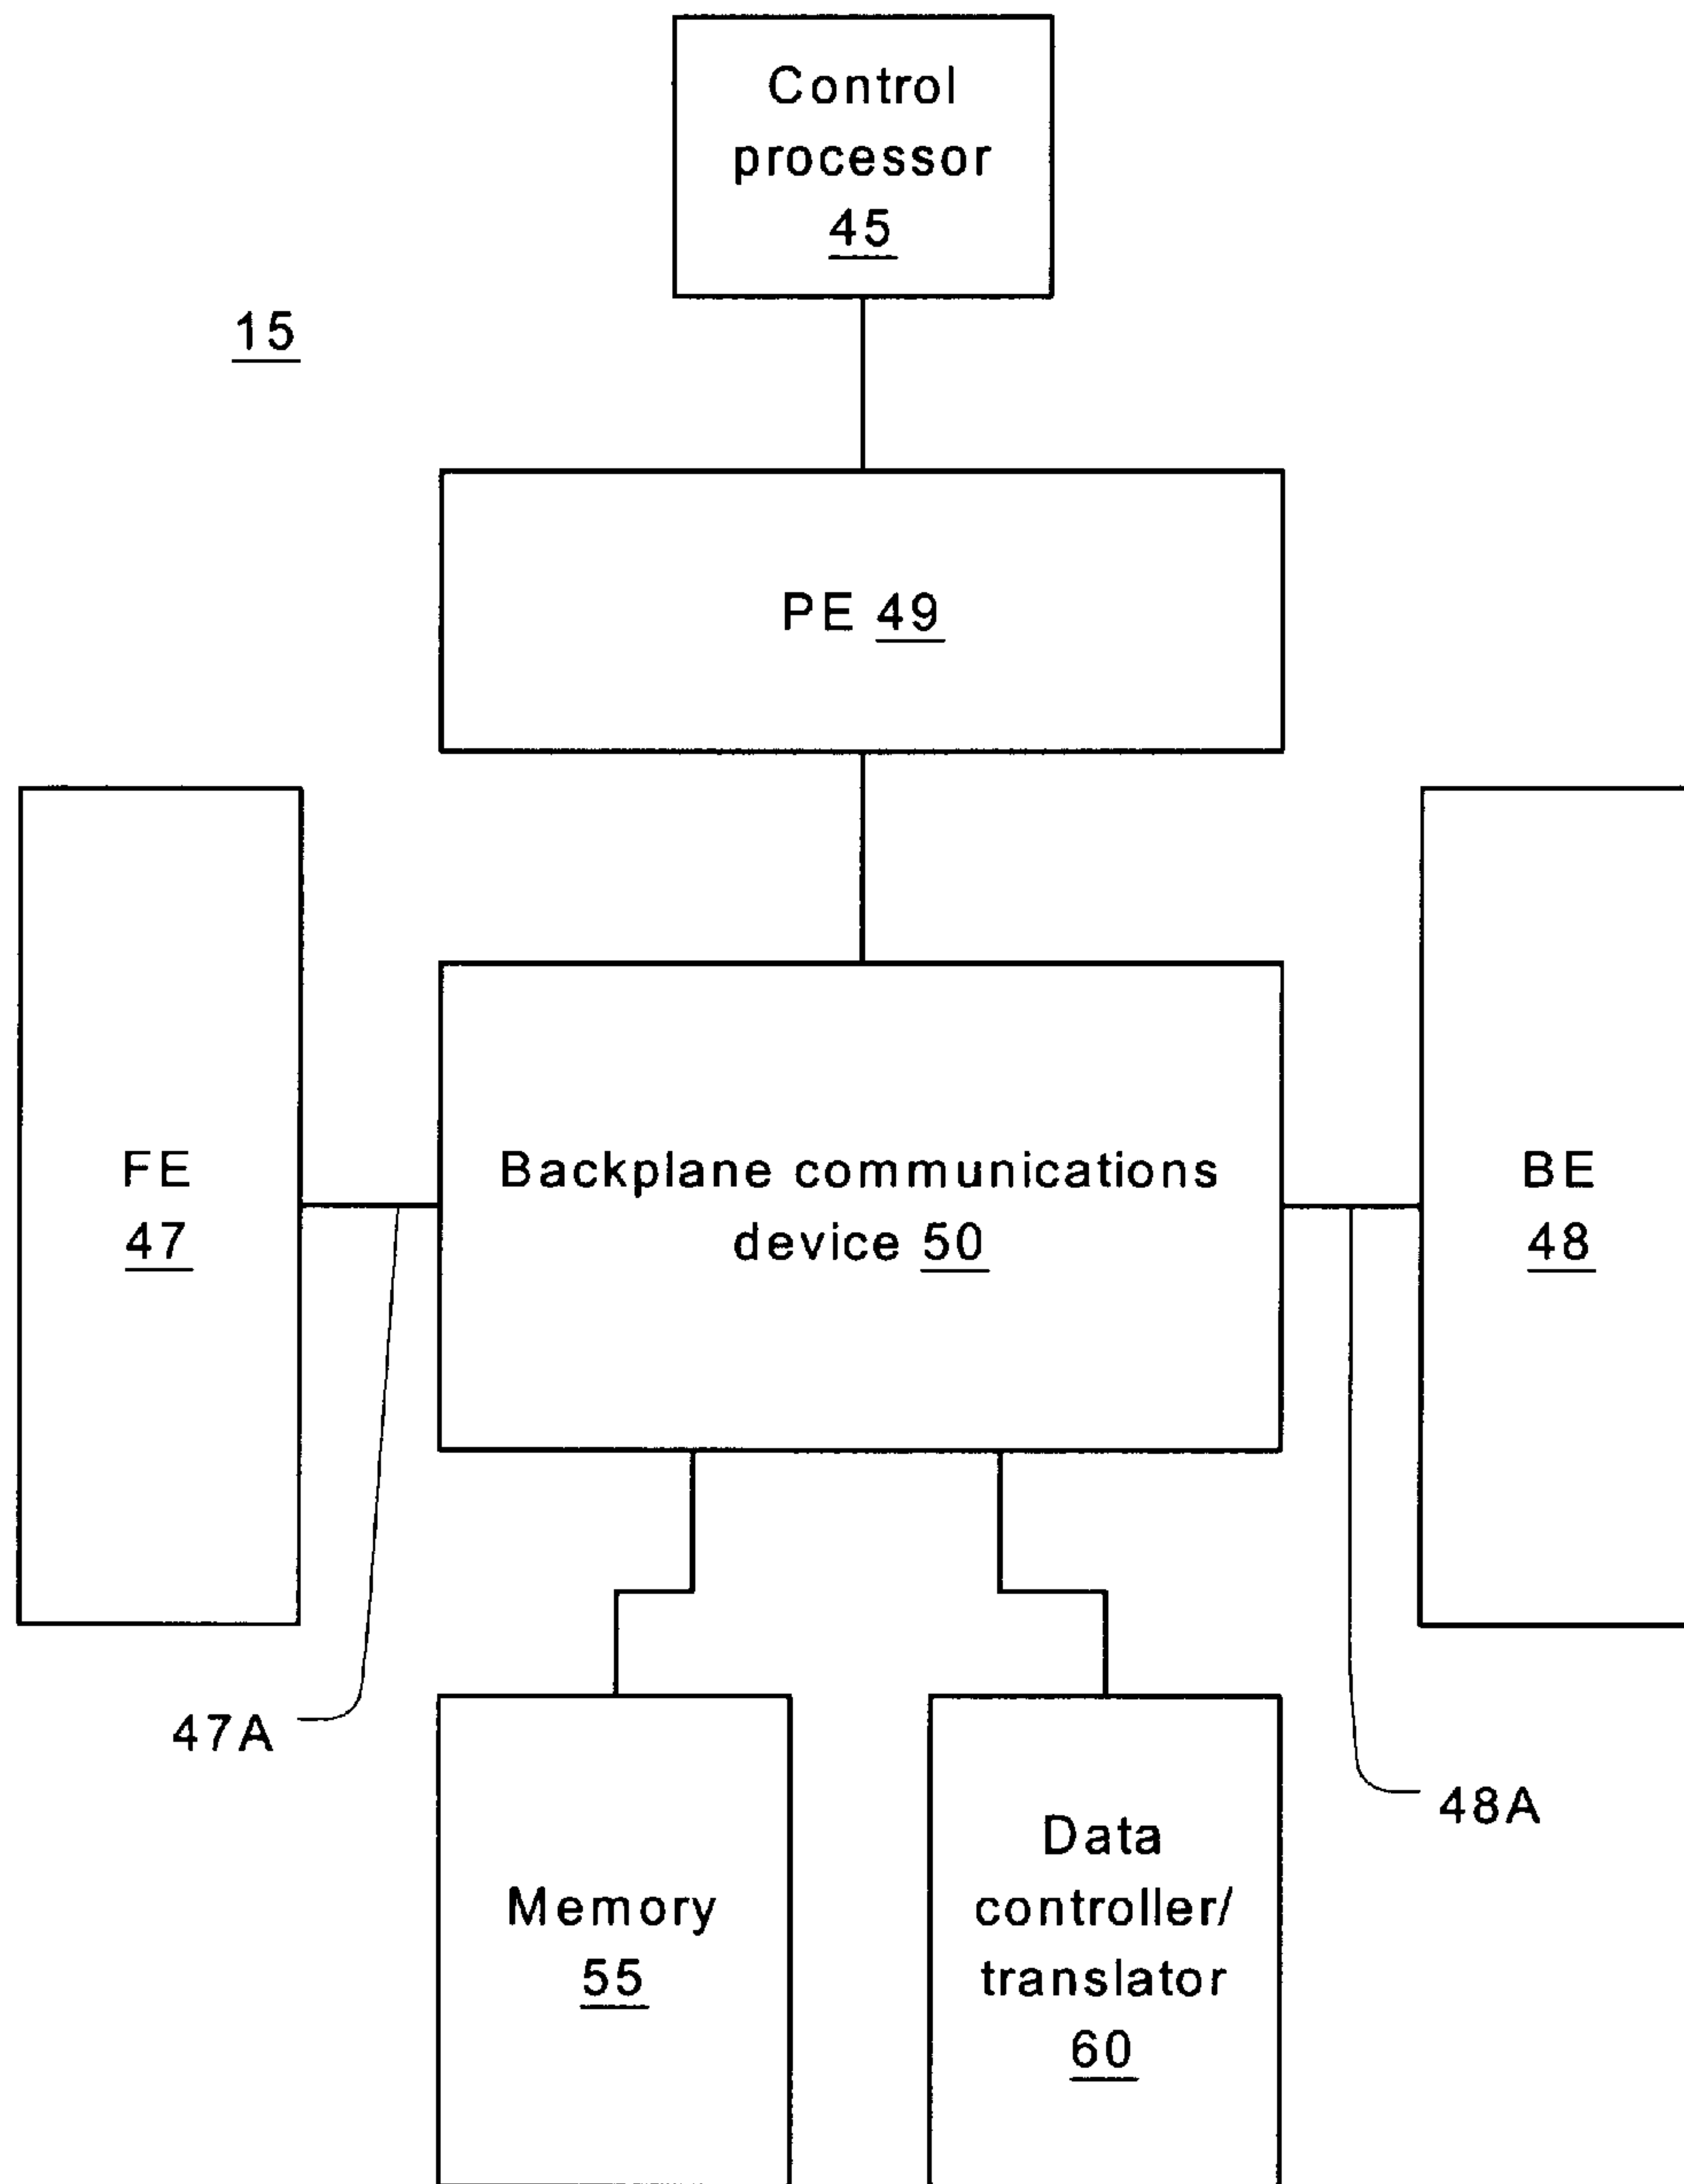 Control
processor
45
15
PE 49
FE
47
Backplane communications
device 50
BE
48
47A
48A
Memory
55
Data
controller/
translator
60